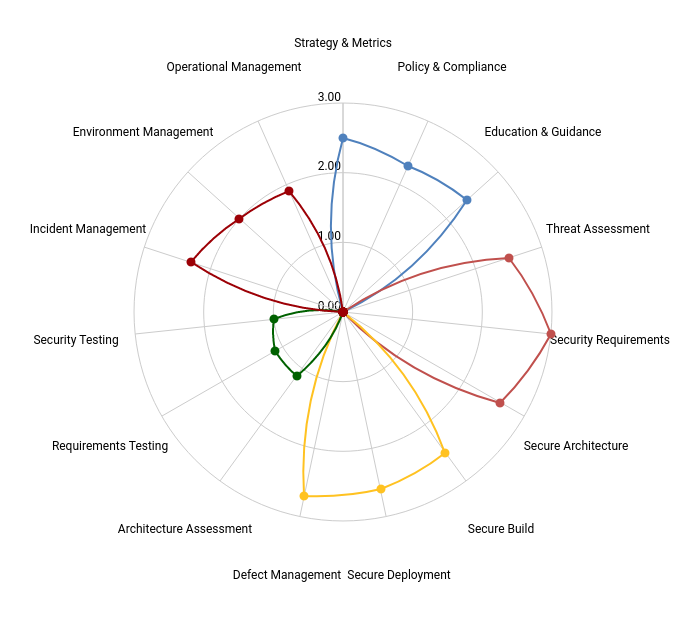 Strategy & Metrics
Operational Management
Policy & Compliance
3.00
Environment Management
Education & Guidance
2.00
Incident Management
Threat Assessment
1.00
0.00
Security Testing
Security Requirements
Requirements Testing
Secure Architecture
Architecture Assessment
Secure Build
Defect Management
Secure Deployment